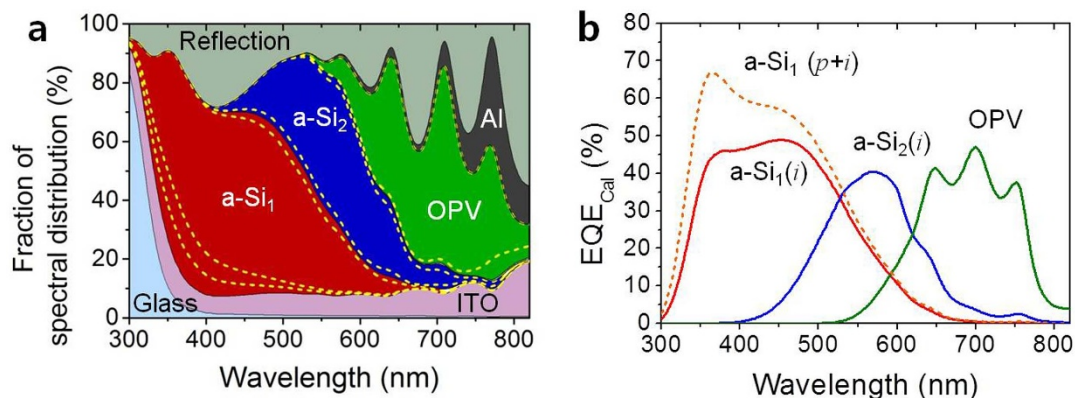 a
Fraction of
spectral distribution (%)
100
80
60
40
20
0
Reflection
a-Si₁
a-Si₂
OPV
Al
Glass
ITO
300 400 500 600 700 800
Wavelength (nm)
b
EQE_Cal (%)
80
70
60
50
40
30
20
10
0
a-Si₁ (p+i)
a-Si₁(i)
a-Si₂(i)
OPV
300 400 500 600 700 800
Wavelength (nm)